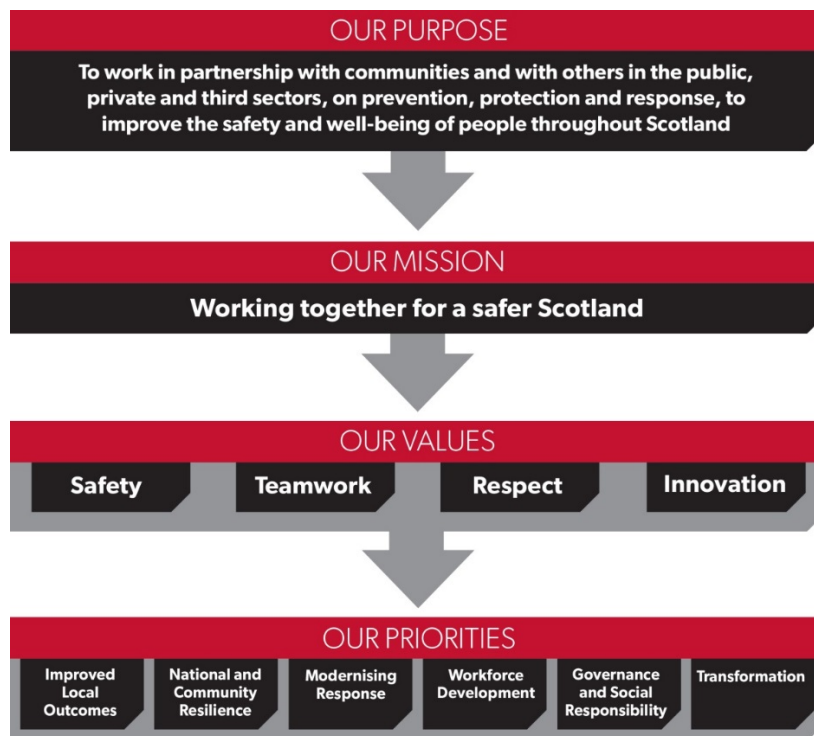 OUR PURPOSE
To work in partnership with communities and with others in the public,
private and third sectors, on prevention, protection and response, to
improve the safety and well-being of people throughout Scotland
OUR MISSION
Working together for a safer Scotland
OUR VALUES
Safety
Teamwork
Respect
Innovation
OUR PRIORITIES
Improved
Local
Outcomes
National and
Community
Resilience
Modernising
Response
Workforce
Development
Governance
and Social
Responsibility
Transformation